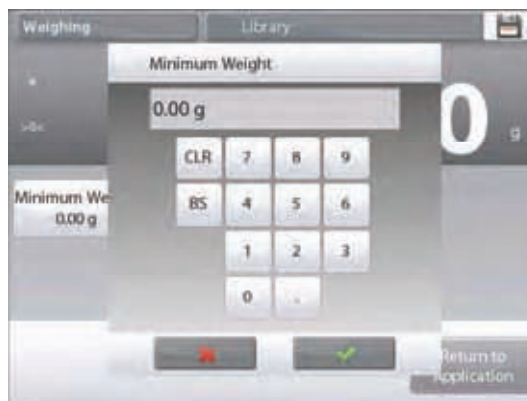 Weighing
Library
Minimum Weight
0.00 g
>0<
0
g
CLR 7 8 9
Minimum We
0.00 g
BS 4 5 6
1 2 3
0 .
Return to
Application